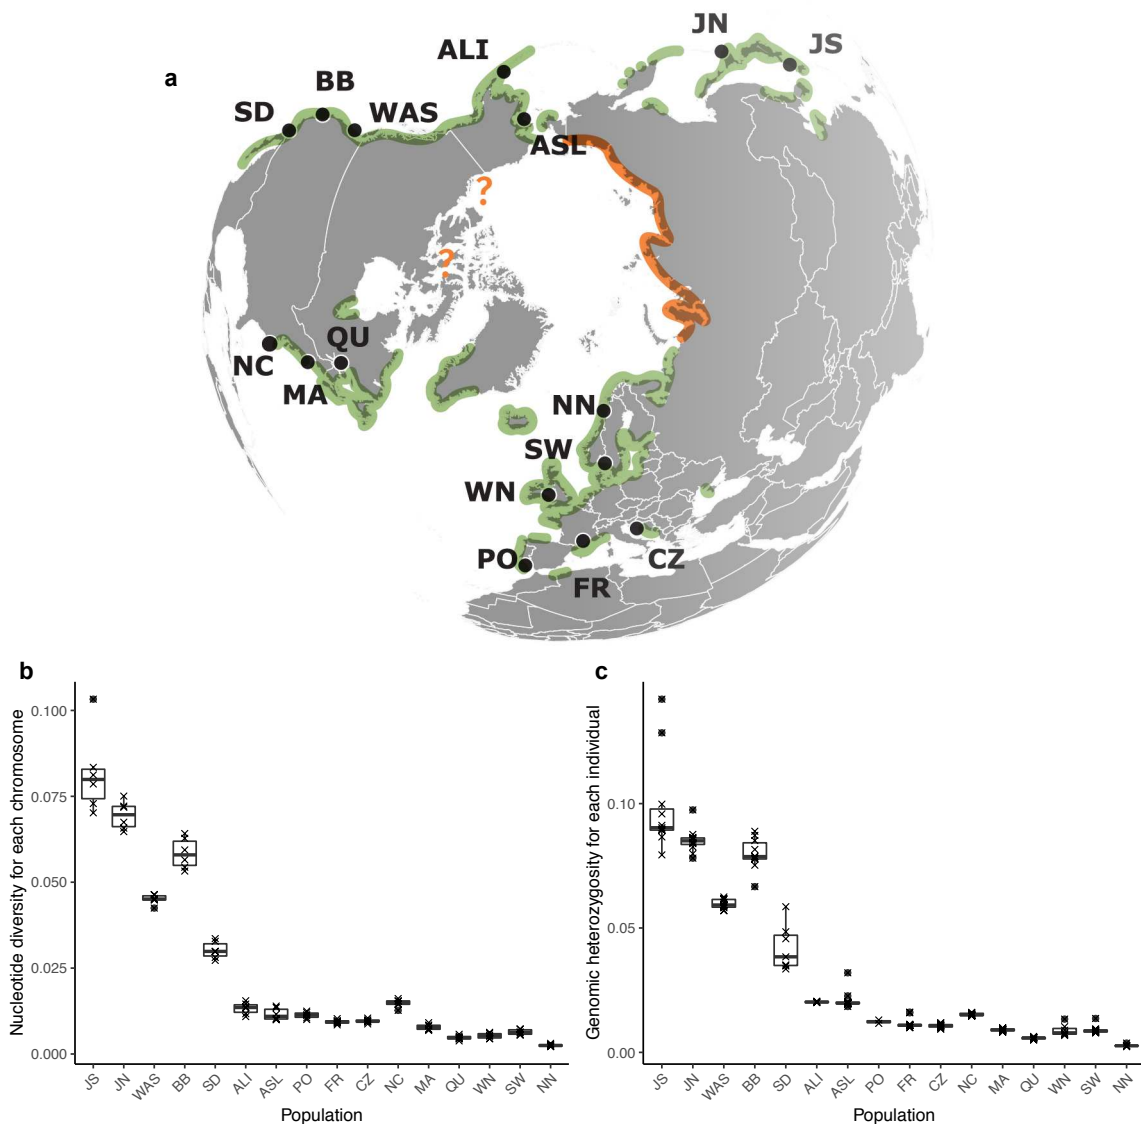 a
ALI
JN
JS
BB
SD
WAS
ASL
?
?
QU
NC
MA
NN
SW
WN
PO
CZ
FR
b
Nucleotide diversity for each chromosome
0.100
0.075
0.050
0.025
0.000
JS JN WAS BB SD ALI ASL PO FR CZ NC MA QU WN SW NN
Population
c
Genomic heterozygosity for each individual
0.10
0.05
0.00
JS JN WAS BB SD ALI ASL PO FR CZ NC MA QU WN SW NN
Population